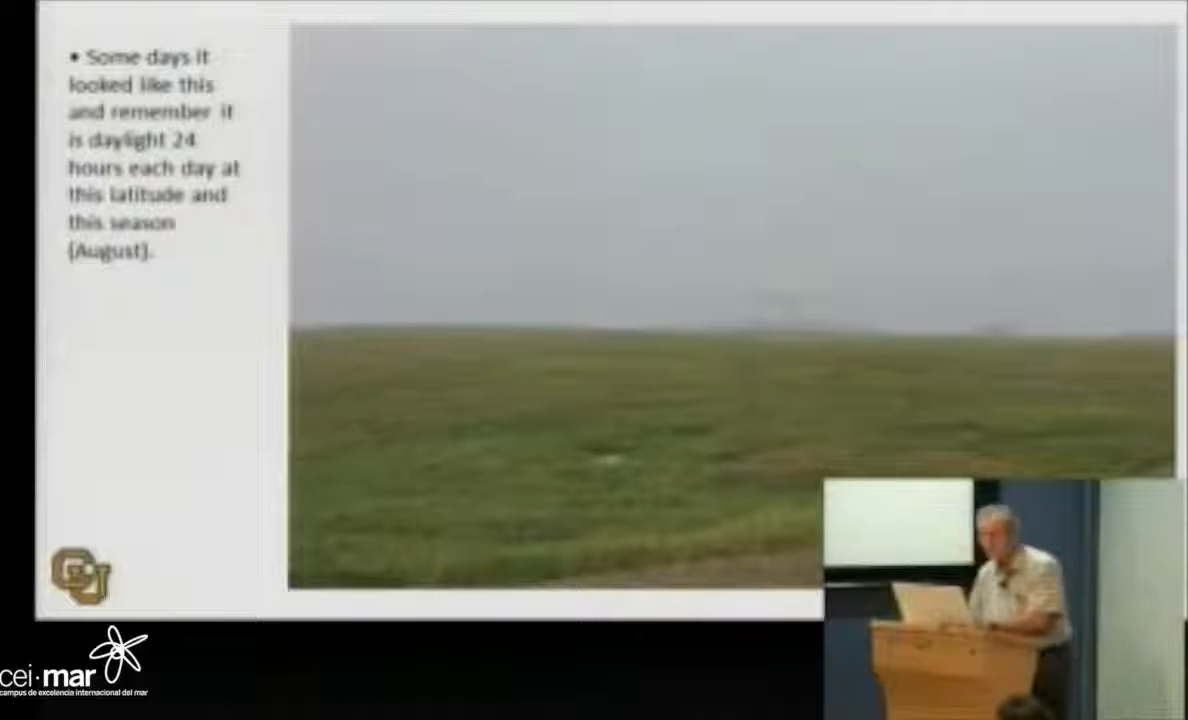 • Some days it
looked like this
and remember it
is daylight 24
hours each day at
this latitude and
this season
(August).
CU
cei·mar
campus de excelencia internacional del mar